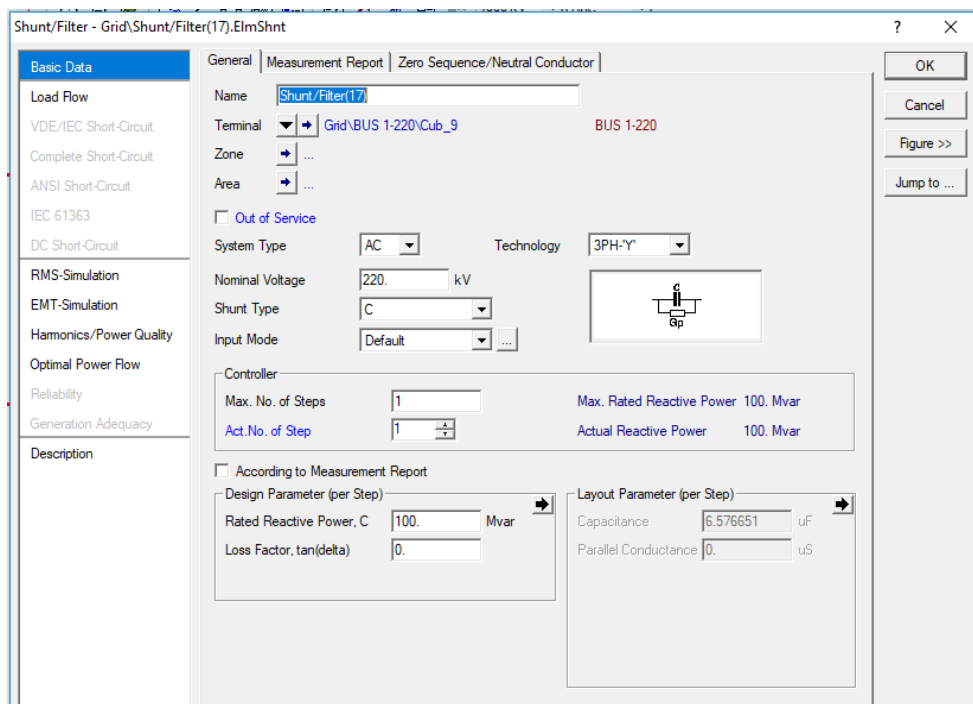 Shunt/Filter - Grid\Shunt/Filter(17).ElmShnt ?
Basic Data
Load Flow
VDE/IEC Short-Circuit
Complete Short-Circuit
ANSI Short-Circuit
IEC 61363
DC Short-Circuit
RMS-Simulation
EMT-Simulation
Harmonics/Power Quality
Optimal Power Flow
Reliability
Generation Adequacy
Description
General Measurement Report Zero Sequence/Neutral Conductor
Name Shunt/Filter(17)
Terminal Grid\BUS 1-220\Cub_9 BUS 1-220
Zone ...
Area ...
Out of Service
System Type AC Technology 3PH-'Y'
Nominal Voltage 220. kV
Shunt Type C
Input Mode Default ...
C
Gp
Controller
Max. No. of Steps 1 Max. Rated Reactive Power 100. Mvar
Act.No. of Step 1 Actual Reactive Power 100. Mvar
According to Measurement Report
Design Parameter (per Step)
Rated Reactive Power, C 100. Mvar
Loss Factor, tan(delta) 0.
Layout Parameter (per Step)
Capacitance 6.576651 uF
Parallel Conductance 0. uS
OK
Cancel
Figure >>
Jump to ...